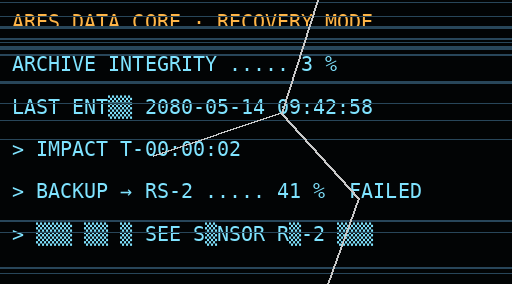 ARES DATA CORE · RECOVERY MODE
ARCHIVE INTEGRITY ..... 3 %
LAST 2080-05-14 09:42:58
> IMPACT T-00:00:02
> BACKUP → RS-2 ..... 41 % FAILED
> SEE